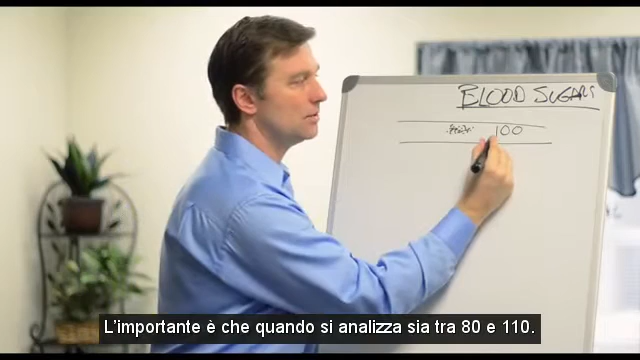 BLOOD SUGARS
100
L'importante è che quando si analizza sia tra 80 e 110.